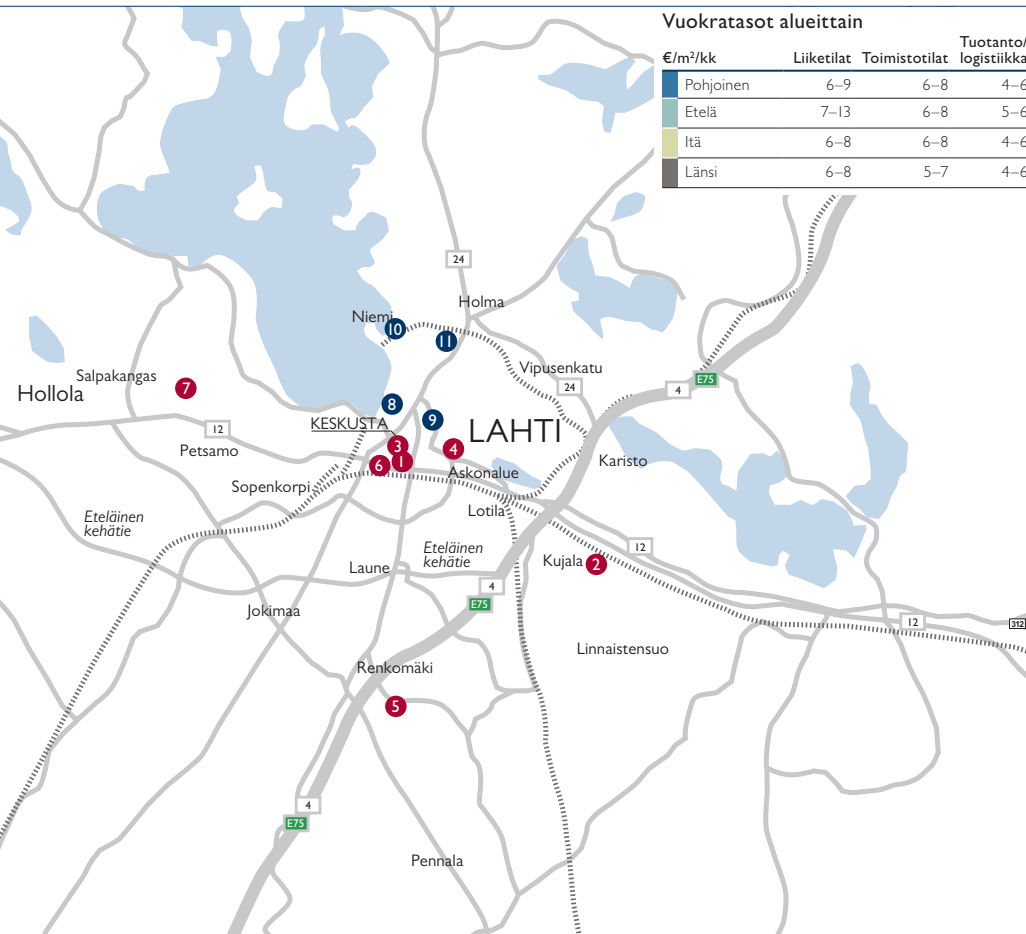 Vuokratasot alueittain
€/m²/kk Liiketilat Toimistotilat Tuotanto/
logistiikka
Pohjoinen 6–9 6–8 4–6
Etelä 7–13 6–8 5–6
Itä 6–8 6–8 4–6
Länsi 6–8 5–7 4–6
24
Holma
Niemi
10
11
Vipusenkatu
24
4
E75
Salpakangas
Hollola
7
8
9
KESKUSTA
LAHTI
12
3
4
6
1
Petsamo
Askonalue
Karisto
Sopenkorpi
Lotila
Eteläinen
kehätie
Eteläinen
kehätie
12
Kujala
2
Laune
4
E75
Jokimaa
12
312
Linnaistensuo
Renkomäki
5
4
E75
Pennala